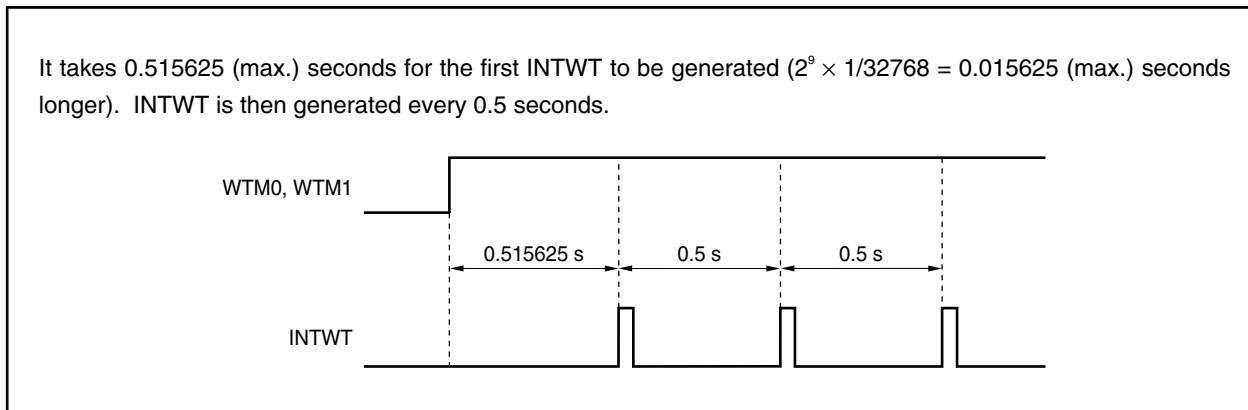 It takes 0.515625 (max.) seconds for the first INTWT to be generated (2⁹ × 1/32768 = 0.015625 (max.) seconds
longer). INTWT is then generated every 0.5 seconds.
WTM0, WTM1
0.515625 s
0.5 s
0.5 s
INTWT